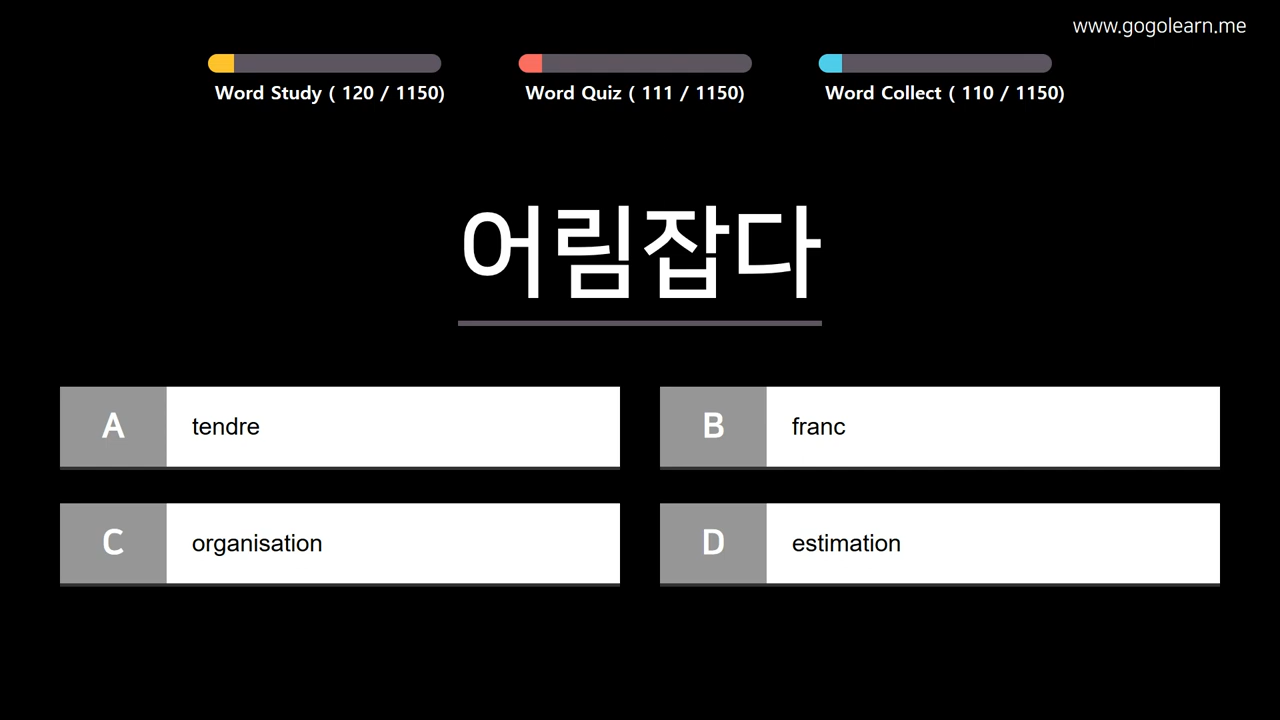 www.gogolearn.me
Word Study ( 120 / 1150)
Word Quiz ( 111 / 1150)
Word Collect ( 110 / 1150)
어림잡다
A tendre
B franc
C organisation
D estimation